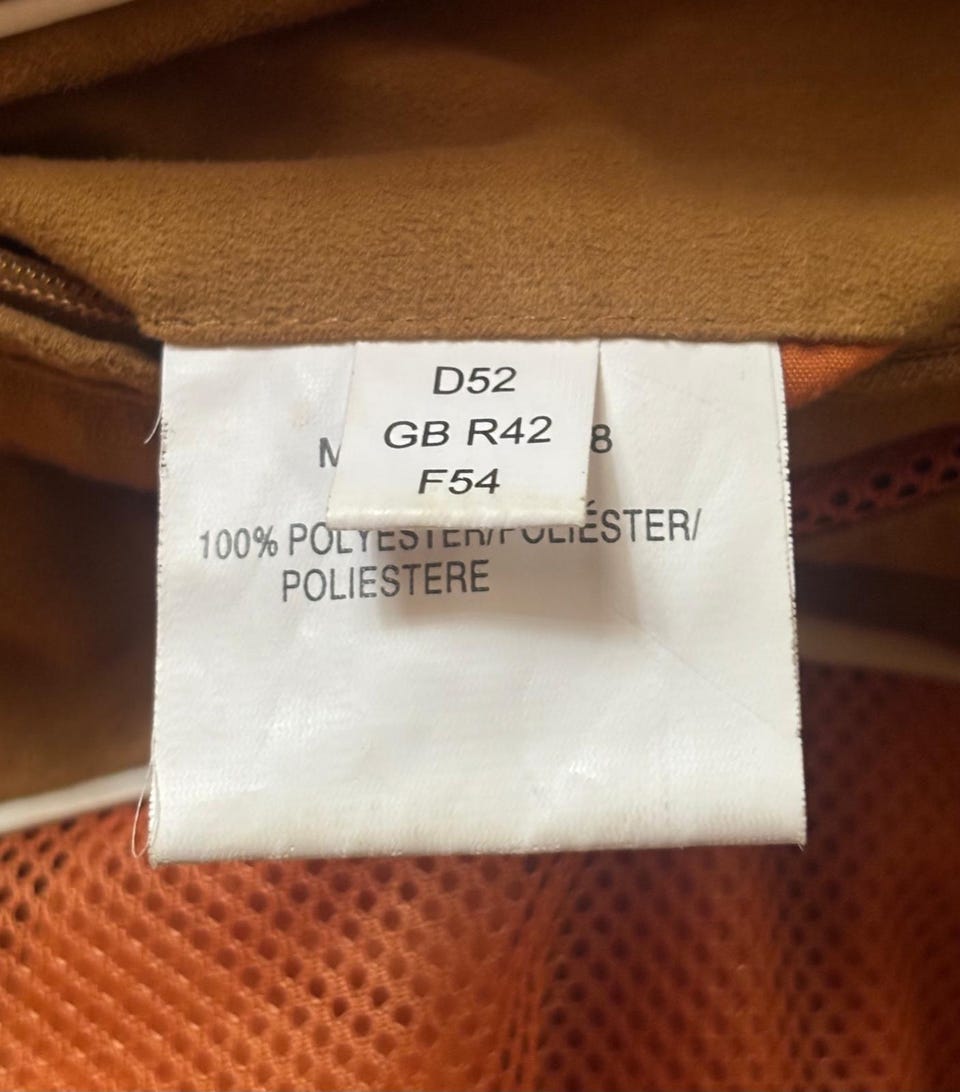 D52
GB R42
F54
100% POLYESTER/POLIÉSTER/
POLIESTERE